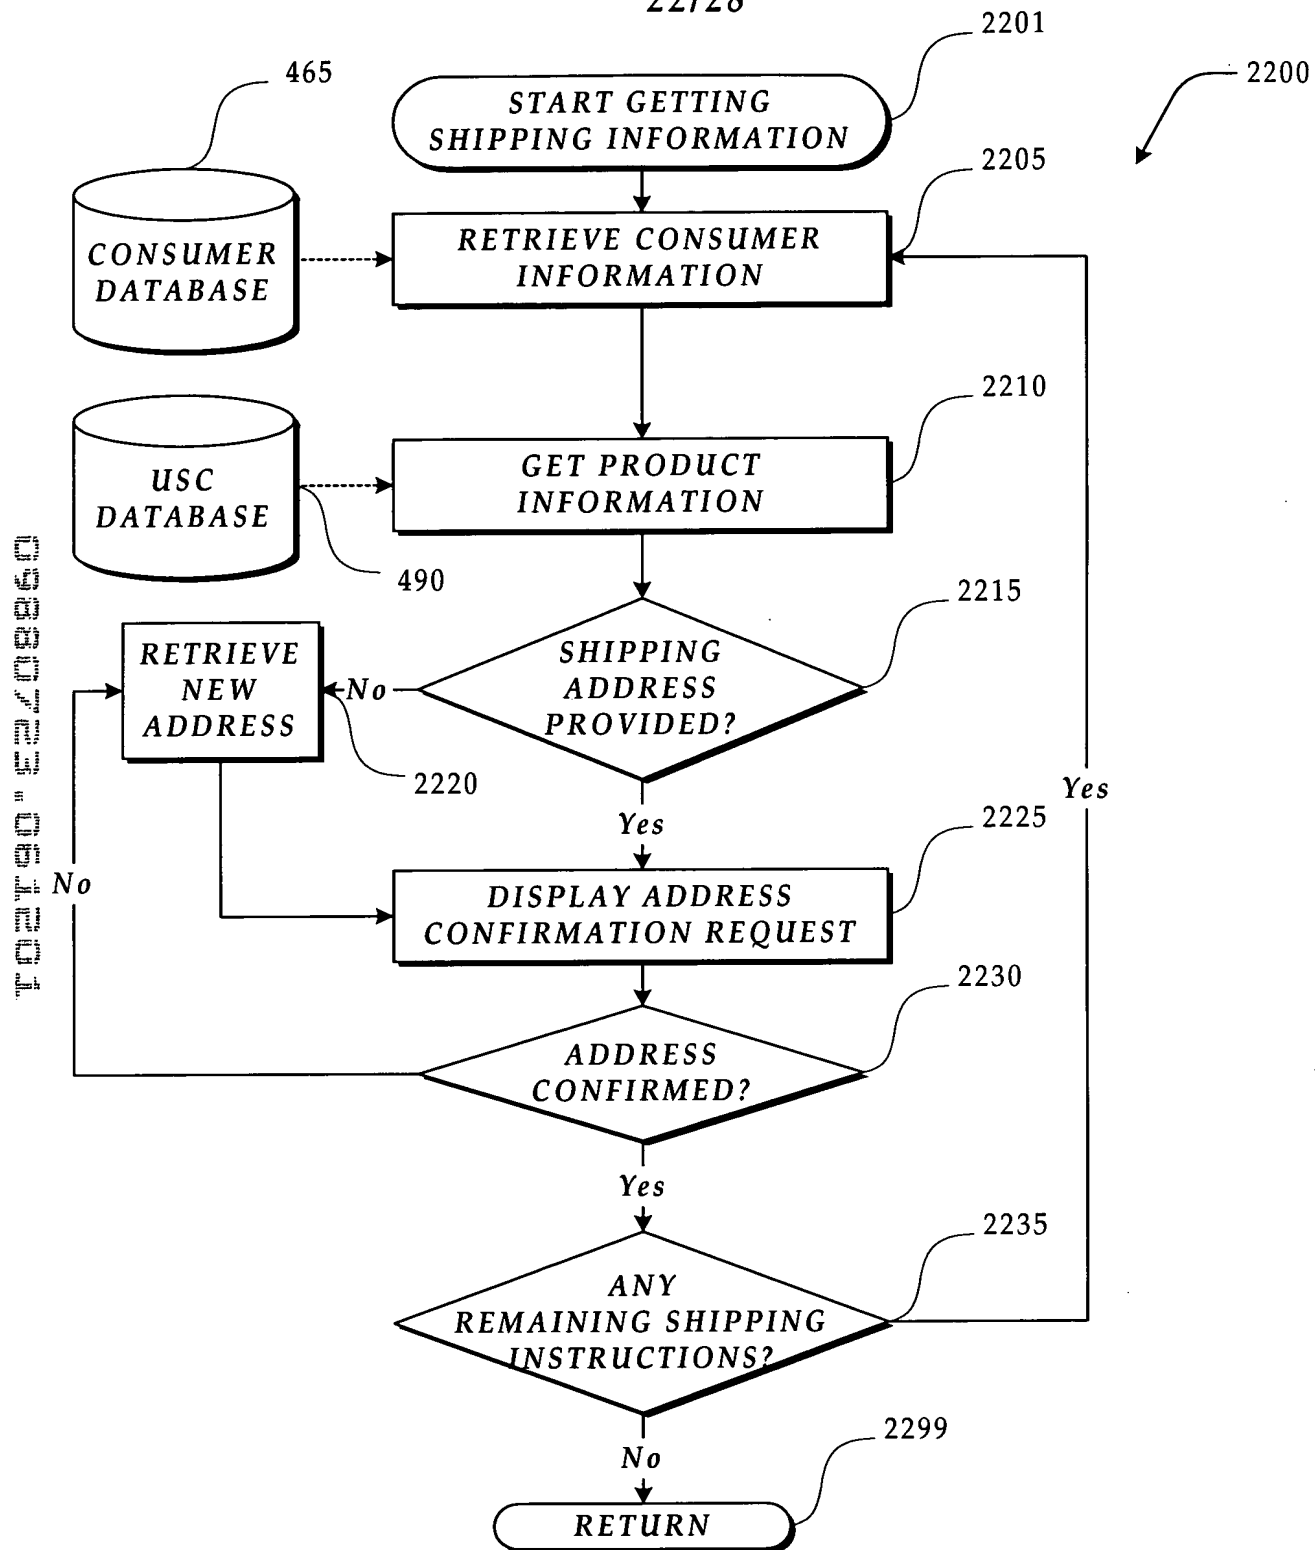 22/28
2201
2200
465
START GETTING
SHIPPING INFORMATION
2205
CONSUMER
DATABASE
RETRIEVE CONSUMER
INFORMATION
2210
USC
DATABASE
GET PRODUCT
INFORMATION
490
2215
RETRIEVE
NEW
ADDRESS
No
SHIPPING
ADDRESS
PROVIDED?
2220
Yes
Yes
2225
No
DISPLAY ADDRESS
CONFIRMATION REQUEST
2230
ADDRESS
CONFIRMED?
Yes
2235
ANY
REMAINING SHIPPING
INSTRUCTIONS?
2299
No
RETURN
09880723.061201